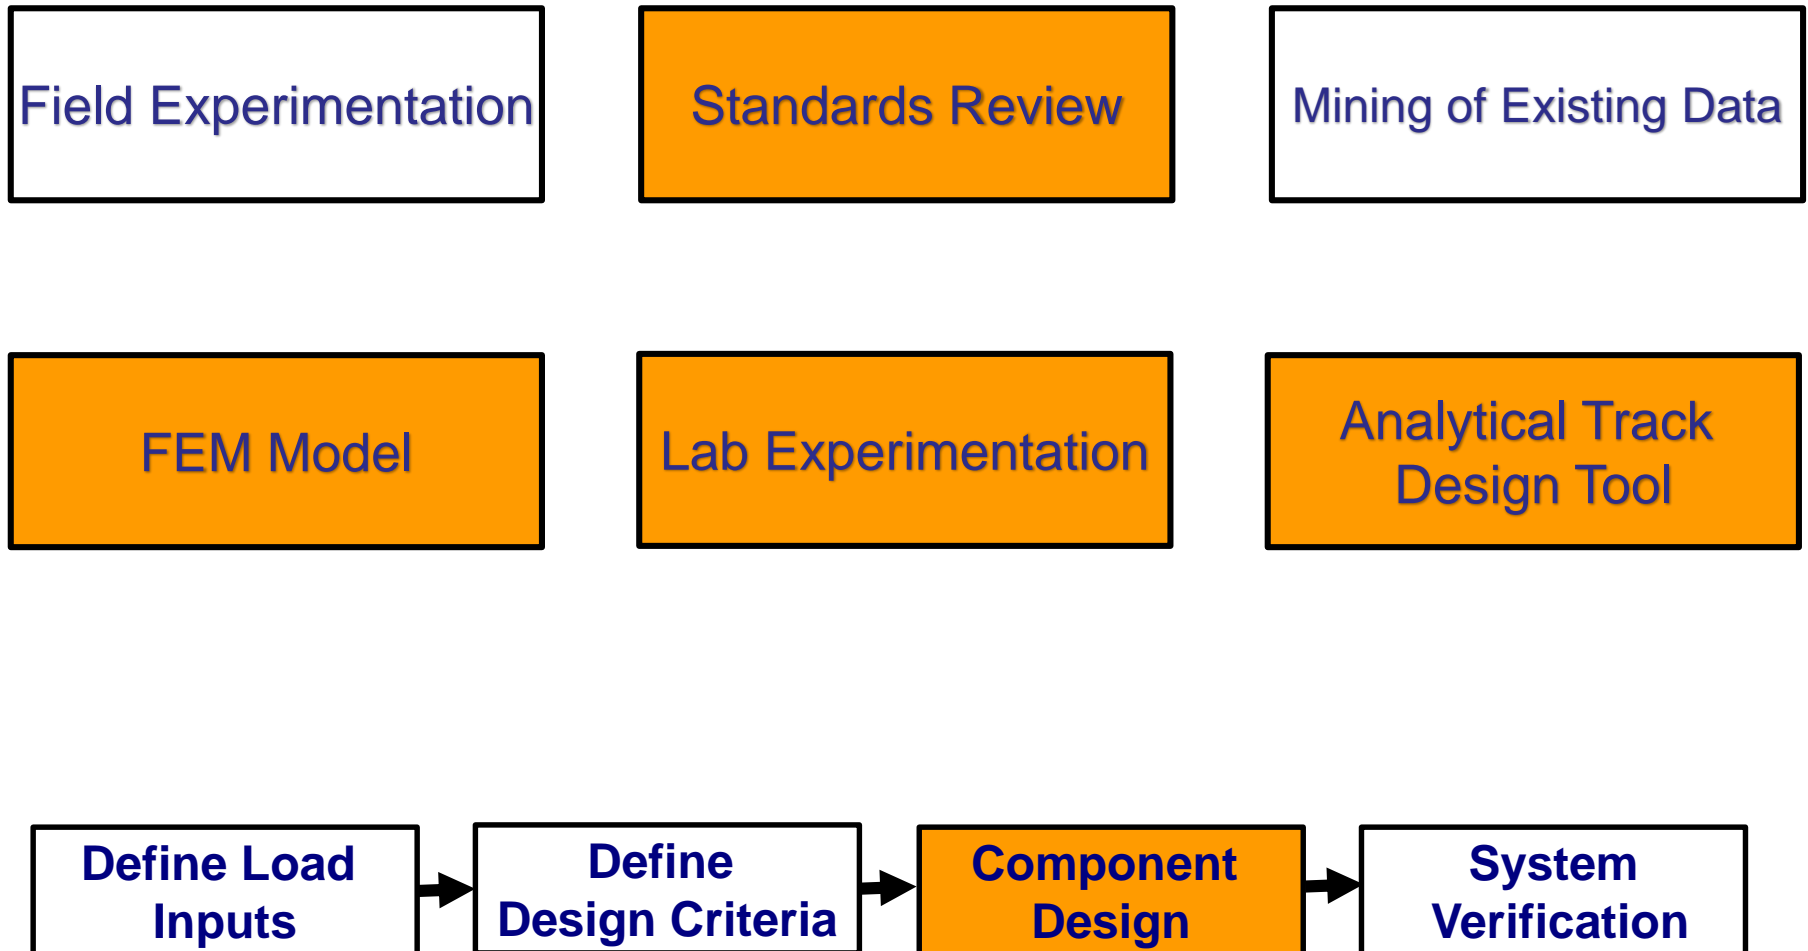 Field Experimentation
Standards Review
Mining of Existing Data
FEM Model
Lab Experimentation
Analytical Track
Design Tool
Define Load
Inputs
Define
Design Criteria
Component
Design
System
Verification